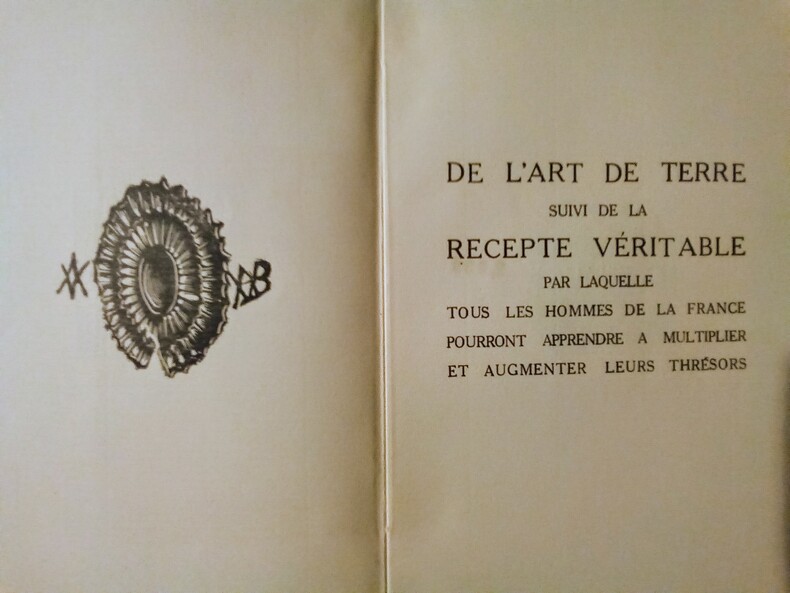 DE L'ART DE TERRE
SUIVI DE LA
RECEPTE VÉRITABLE
PAR LAQUELLE
TOUS LES HOMMES DE LA FRANCE
POURRONT APPRENDRE A MULTIPLIER
ET AUGMENTER LEURS THRÉSORS